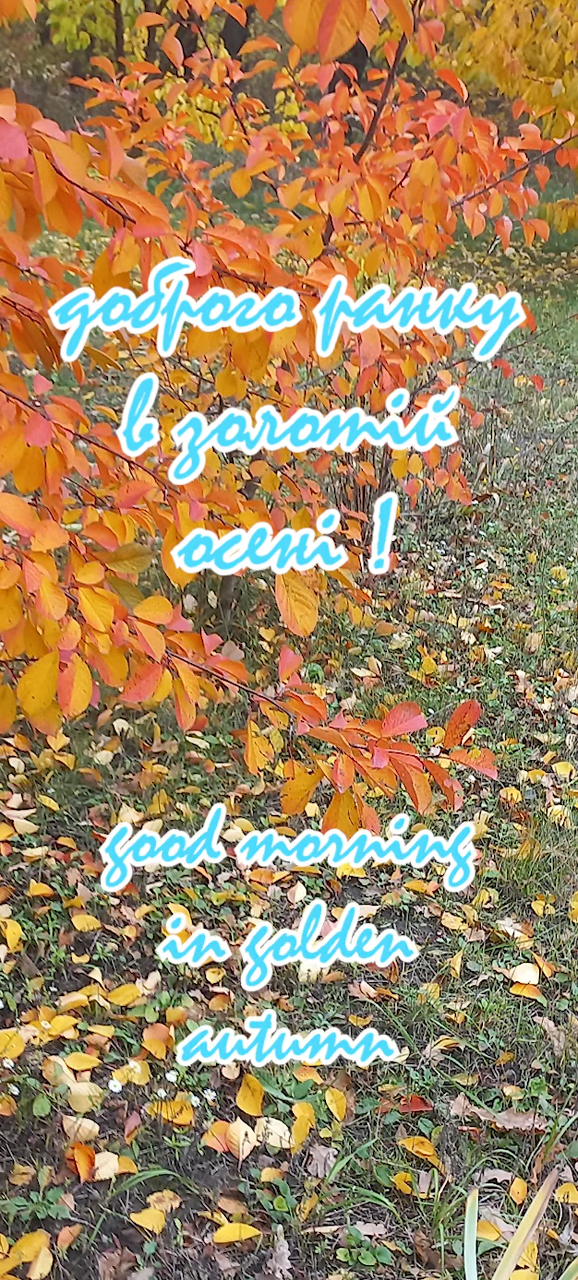 доброго ранку
в золотій
осені !
good morning
in golden
autumn